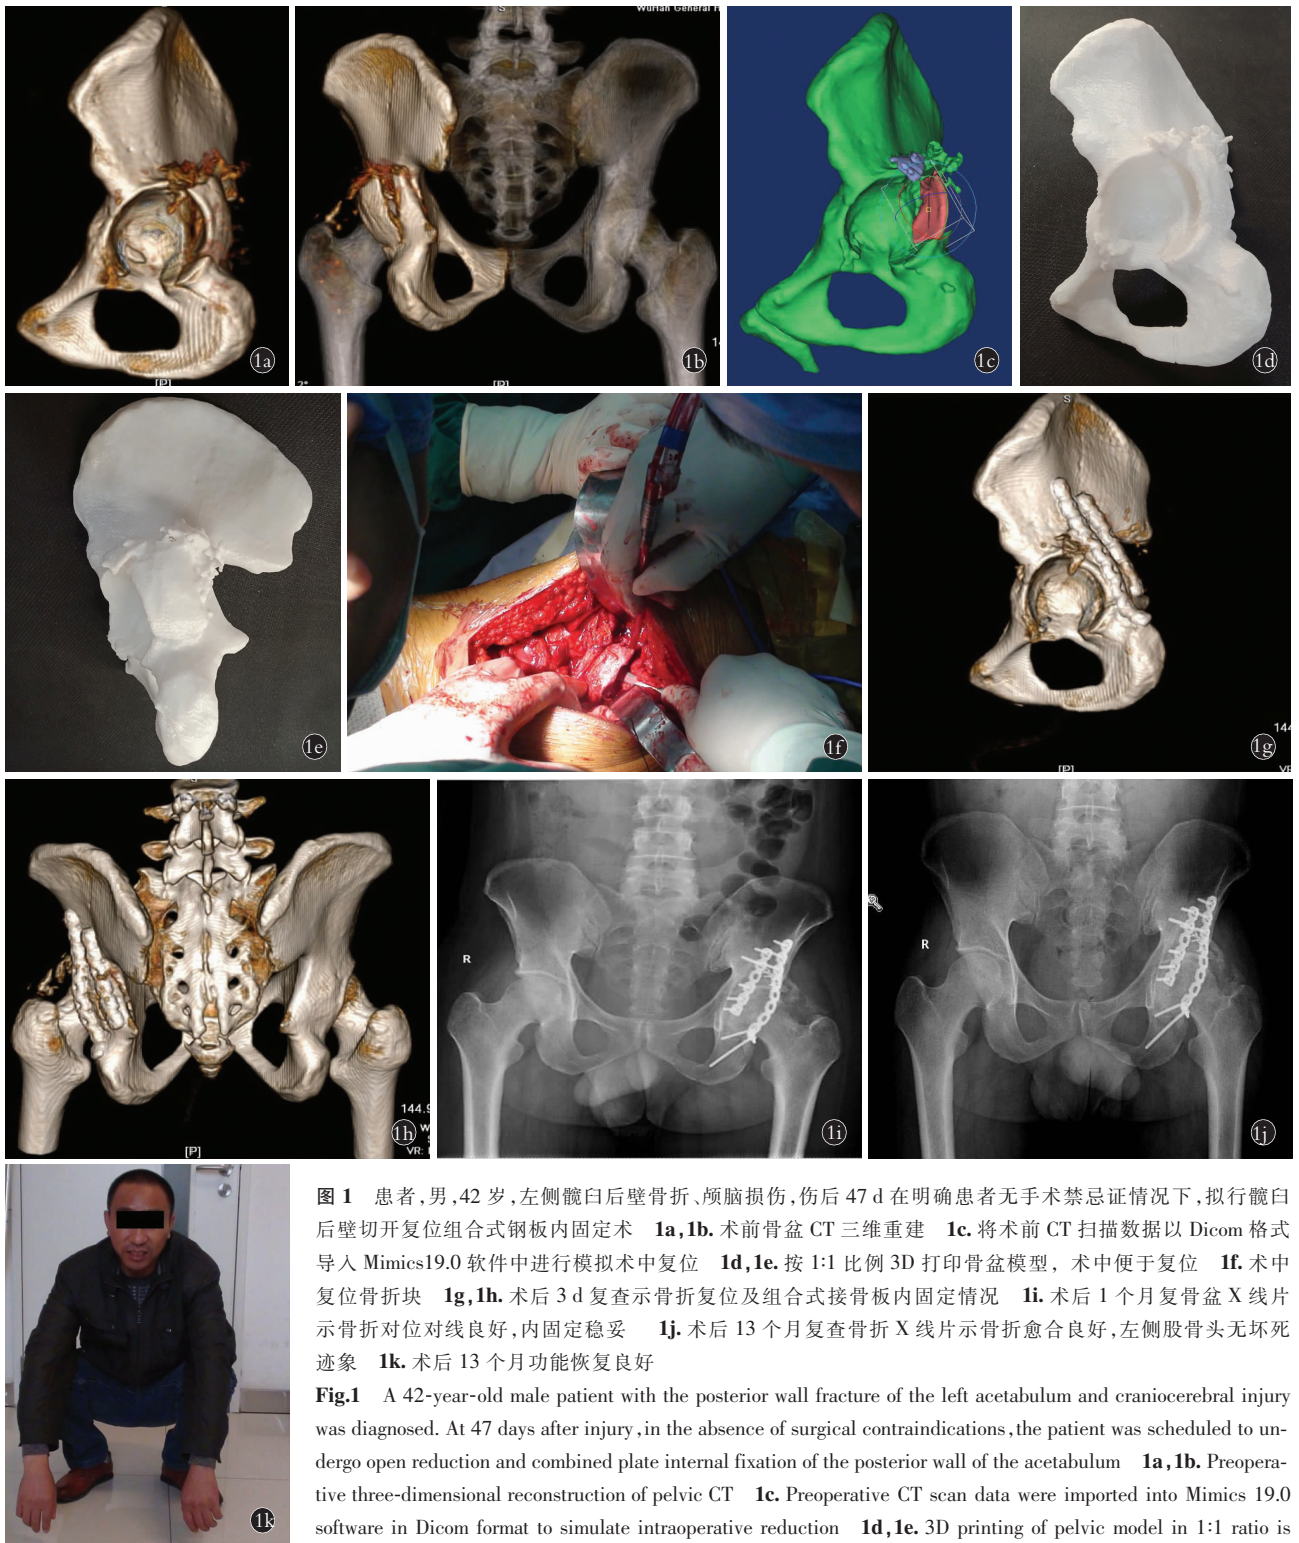 S
WuHan General H
1a
[P]
1b
2*
[P]
14
1c
1d
1e
1f
S
1g
144
[P]
VR
1h
144.9
W
S
VR:
[P]
R
1i
R
1j
1k
图 1 患者,男,42 岁,左侧髋臼后壁骨折、颅脑损伤,伤后 47 d 在明确患者无手术禁忌证情况下,拟行髋臼
后壁切开复位组合式钢板内固定术 1a,1b. 术前骨盆 CT 三维重建 1c. 将术前 CT 扫描数据以 Dicom 格式
导入 Mimics19.0 软件中进行模拟术中复位 1d,1e. 按 1:1 比例 3D 打印骨盆模型, 术中便于复位 1f. 术中
复位骨折块 1g,1h. 术后 3 d 复查示骨折复位及组合式接骨板内固定情况 1i. 术后 1 个月复骨盆 X 线片
示骨折对位对线良好,内固定稳妥 1j. 术后 13 个月复查骨折 X 线片示骨折愈合良好,左侧股骨头无坏死
迹象 1k. 术后 13 个月功能恢复良好
Fig.1 A 42-year-old male patient with the posterior wall fracture of the left acetabulum and craniocerebral injury
was diagnosed. At 47 days after injury,in the absence of surgical contraindications,the patient was scheduled to un-
dergo open reduction and combined plate internal fixation of the posterior wall of the acetabulum 1a,1b. Preopera-
tive three-dimensional reconstruction of pelvic CT 1c. Preoperative CT scan data were imported into Mimics 19.0
software in Dicom format to simulate intraoperative reduction 1d,1e. 3D printing of pelvic model in 1:1 ratio is